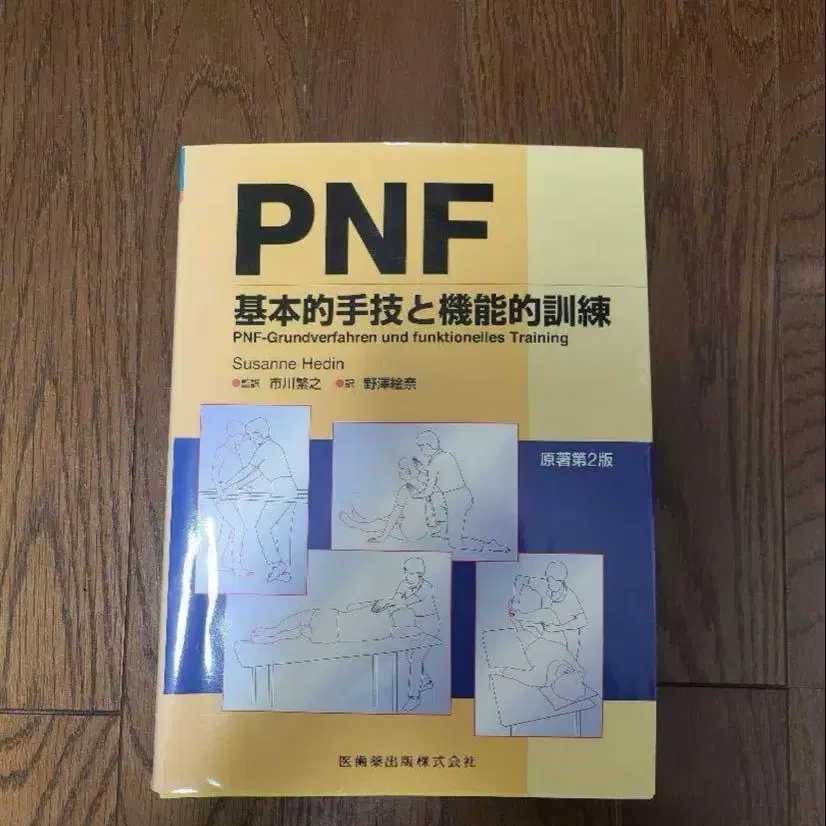 PNF
基本的手技と機能的訓練
PNF-Grundverfahren und funktionelles Training
Susanne Hedin
●監訳 市川繁之 ●訳 野澤絵奈
原著第2版
医歯薬出版株式会社